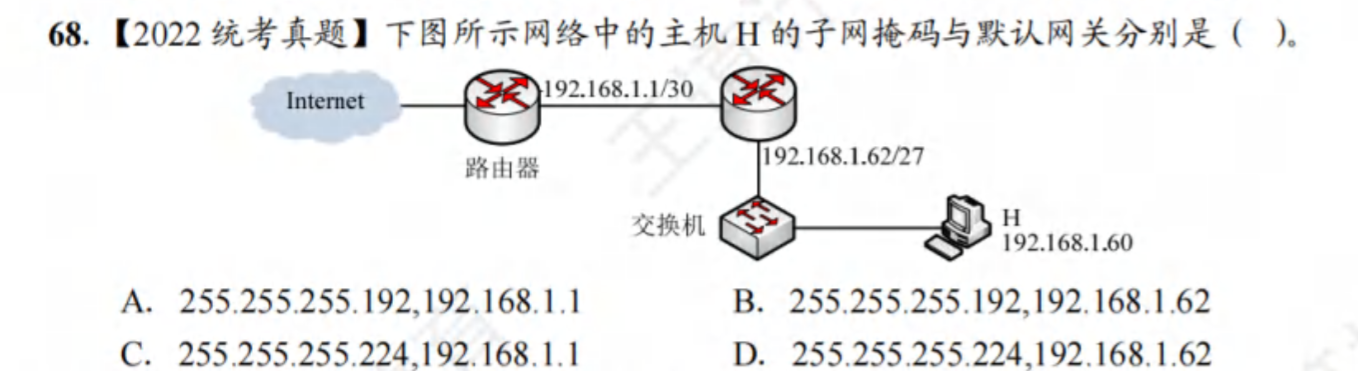 68. 【2022 统考真题】下图所示网络中的主机 H 的子网掩码与默认网关分别是（ ）。
Internet
192.168.1.1/30
路由器
192.168.1.62/27
交换机
H
192.168.1.60
A. 255.255.255.192,192.168.1.1
B. 255.255.255.192,192.168.1.62
C. 255.255.255.224,192.168.1.1
D. 255.255.255.224,192.168.1.62